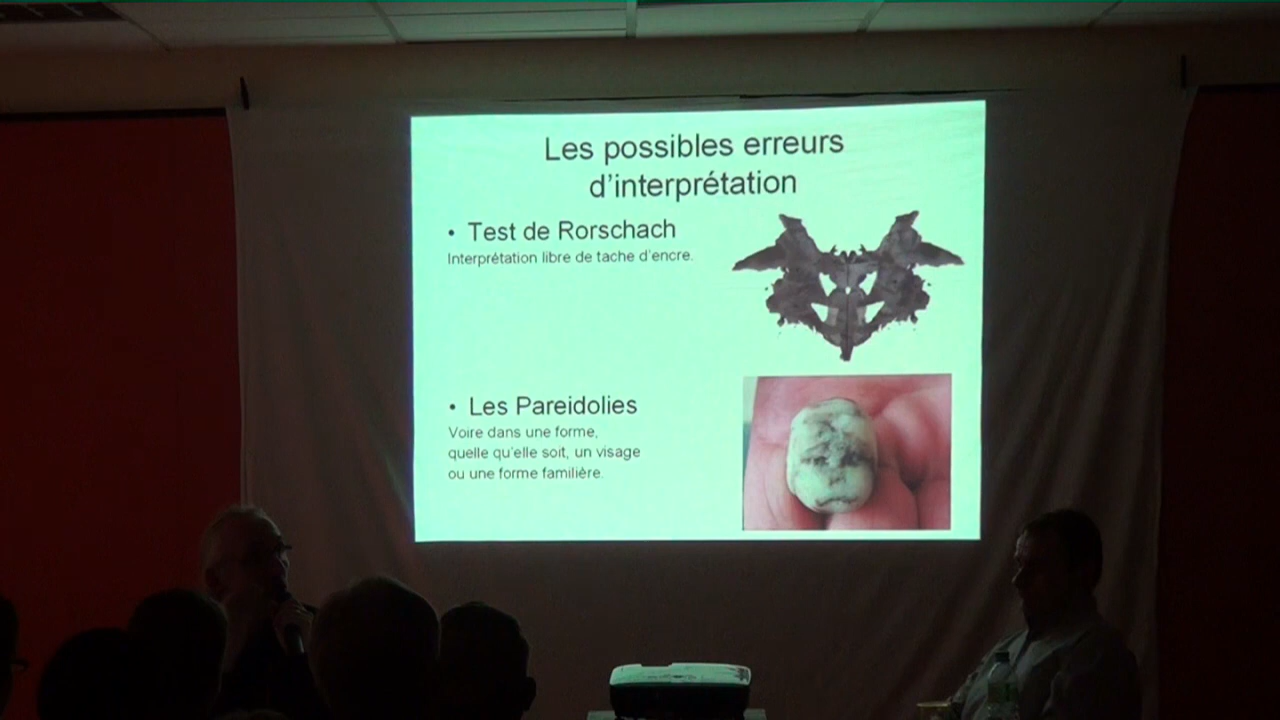 Les possibles erreurs
d'interprétation
• Test de Rorschach
Interprétation libre de tache d'encre.
• Les Pareidolies
Voire dans une forme,
quelle qu'elle soit, un visage
ou une forme familière.